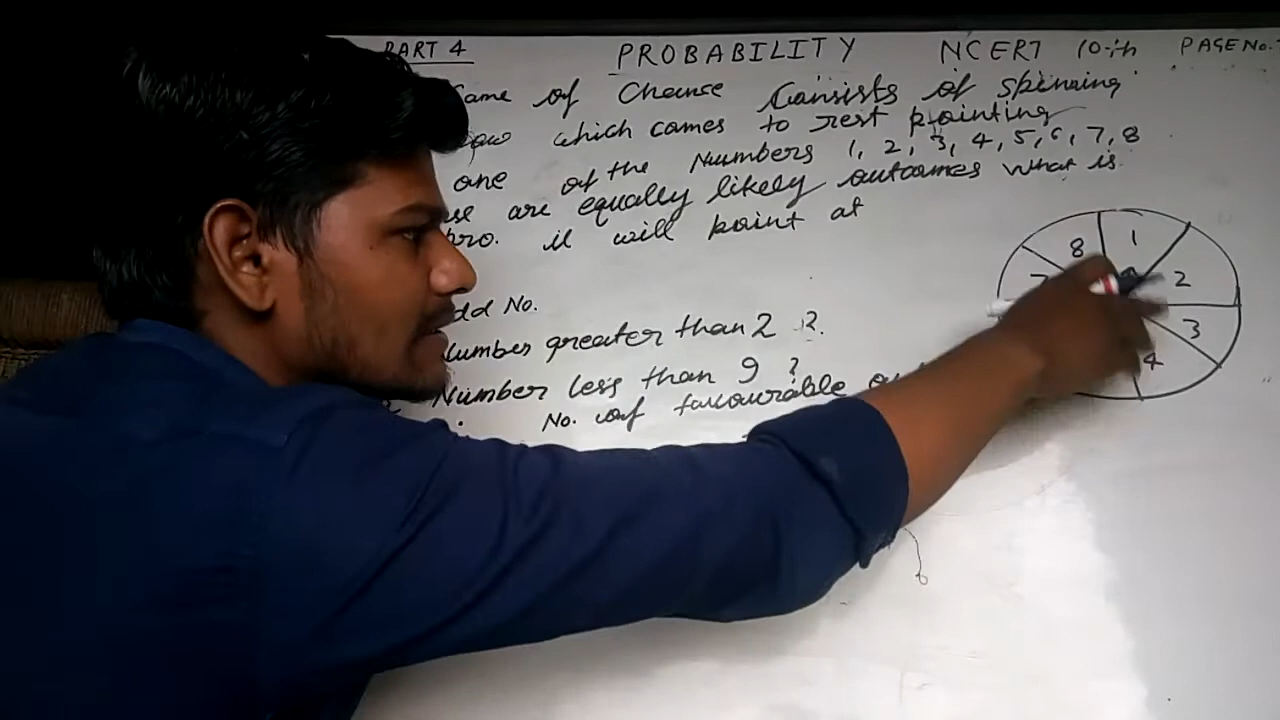 PART 4 PROBABILITY NCERT 10-th PAGE No.
Game of Chance Consists of spinning
which comes to rest pointing
one of the Numbers 1, 2, 3, 4, 5, 6, 7, 8
are equally likely outcomes what is
pro. it will point at
odd No.
Number greater than 2 ?
Number less than 9 ?
No. of favourable
8 1
7 2
3
4